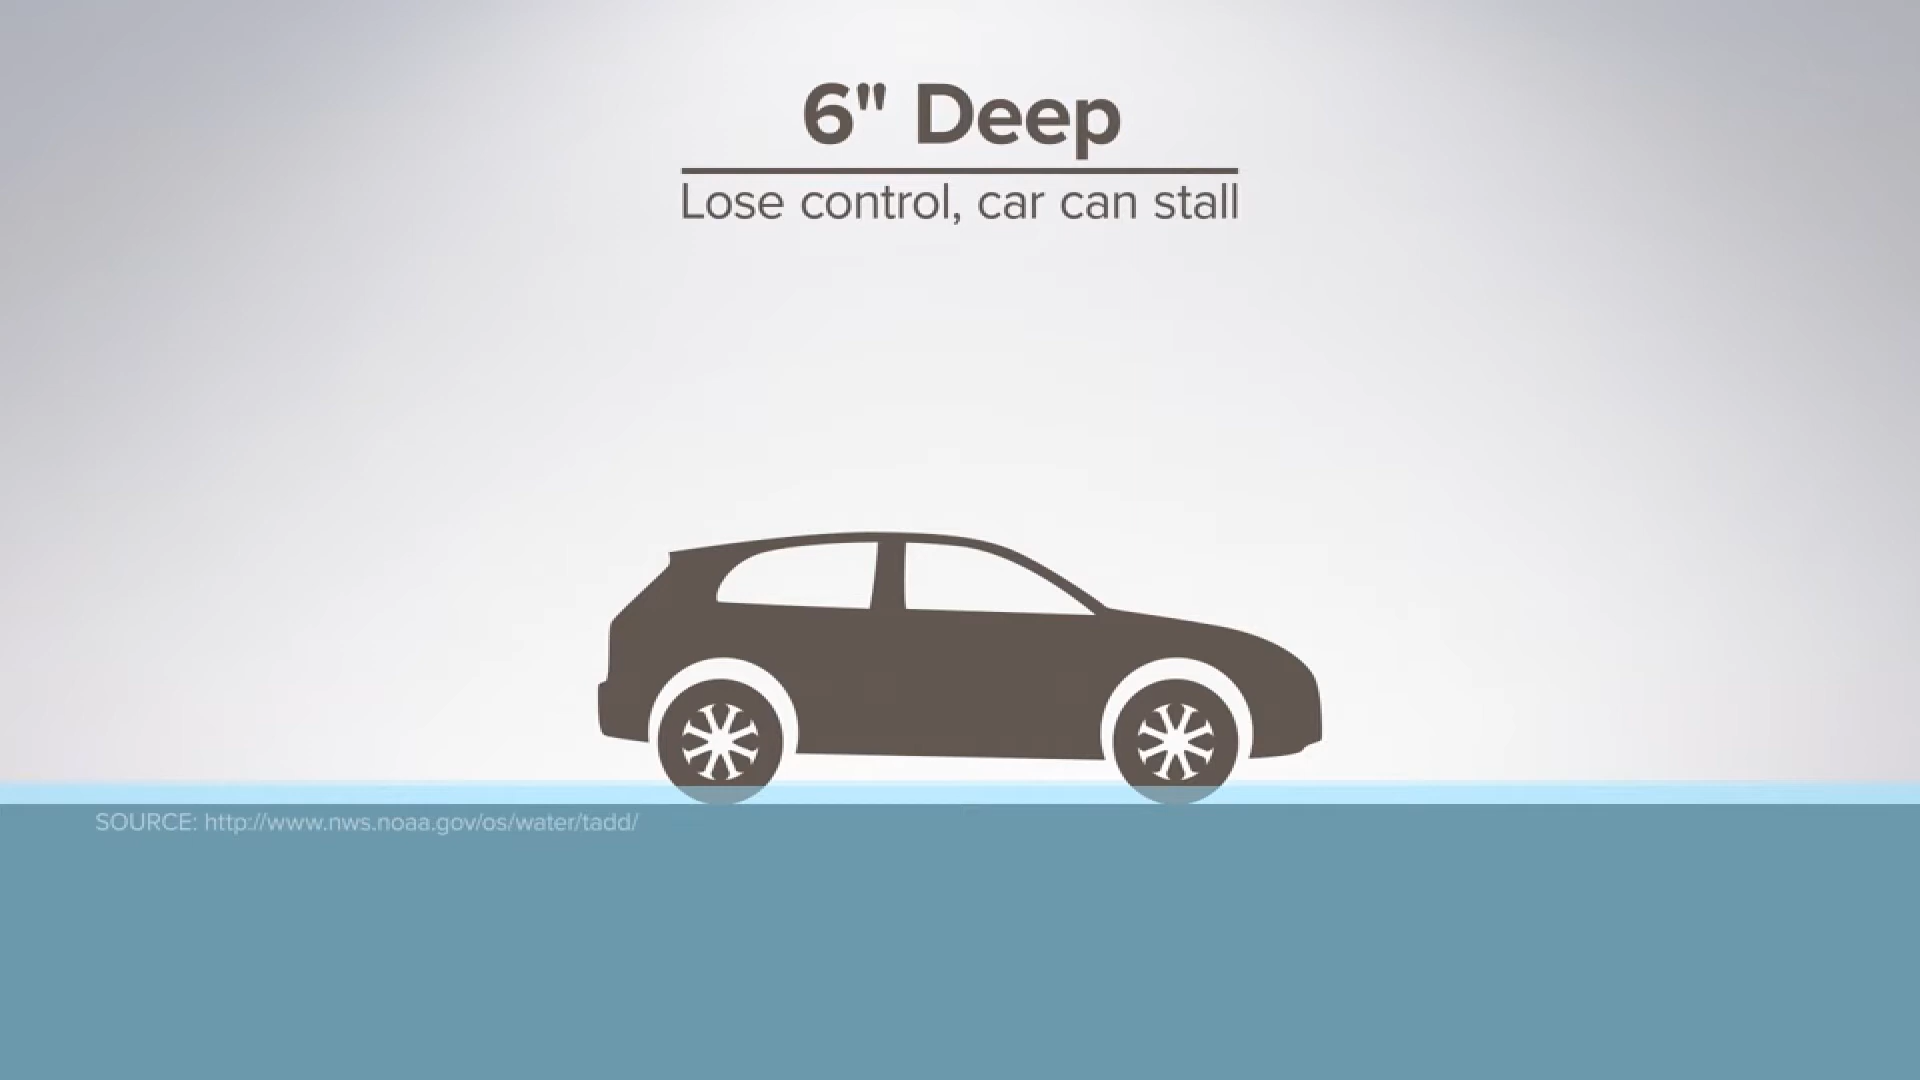 6" Deep
Lose control, car can stall
SOURCE: http://www.nws.noaa.gov/os/water/tadd/